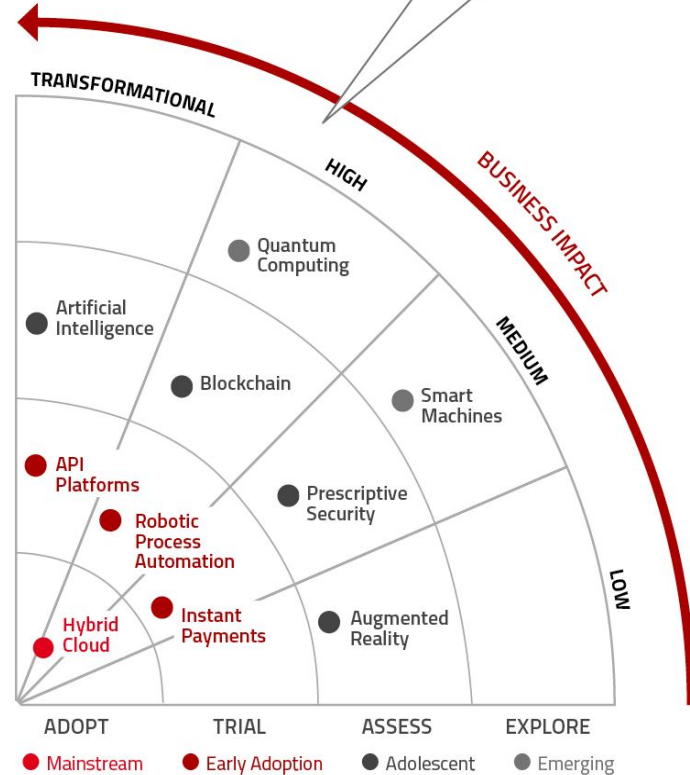 TRANSFORMATIONAL
HIGH
BUSINESS IMPACT
MEDIUM
LOW
Quantum
Computing
Artificial
Intelligence
Blockchain
Smart
Machines
API
Platforms
Prescriptive
Security
Robotic
Process
Automation
Instant
Payments
Hybrid
Cloud
Augmented
Reality
ADOPT
TRIAL
ASSESS
EXPLORE
Mainstream
Early Adoption
Adolescent
Emerging